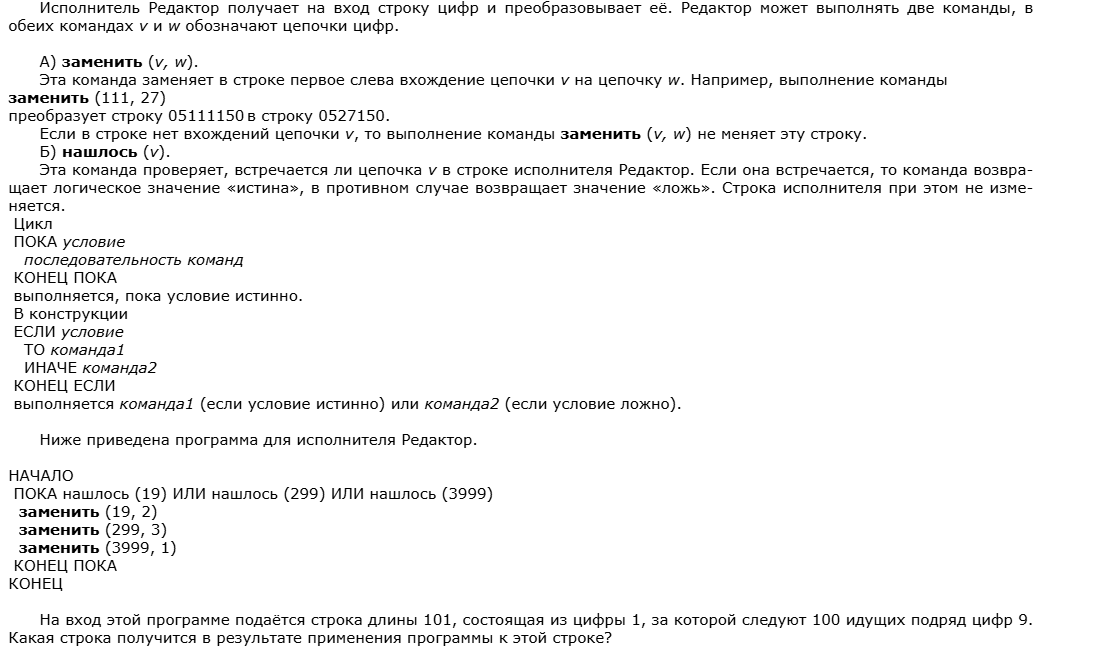 Исполнитель Редактор получает на вход строку цифр и преобразовывает её. Редактор может выполнять две команды, в
обеих командах v и w обозначают цепочки цифр.
А) заменить (v, w).
Эта команда заменяет в строке первое слева вхождение цепочки v на цепочку w. Например, выполнение команды
заменить (111, 27)
преобразует строку 05111150 в строку 0527150.
Если в строке нет вхождений цепочки v, то выполнение команды заменить (v, w) не меняет эту строку.
Б) нашлось (v).
Эта команда проверяет, встречается ли цепочка v в строке исполнителя Редактор. Если она встречается, то команда возвра-
щает логическое значение «истина», в противном случае возвращает значение «ложь». Строка исполнителя при этом не изме-
няется.
Цикл
ПОКА условие
последовательность команд
КОНЕЦ ПОКА
выполняется, пока условие истинно.
В конструкции
ЕСЛИ условие
ТО команда1
ИНАЧЕ команда2
КОНЕЦ ЕСЛИ
выполняется команда1 (если условие истинно) или команда2 (если условие ложно).
Ниже приведена программа для исполнителя Редактор.
НАЧАЛО
ПОКА нашлось (19) ИЛИ нашлось (299) ИЛИ нашлось (3999)
заменить (19, 2)
заменить (299, 3)
заменить (3999, 1)
КОНЕЦ ПОКА
КОНЕЦ
На вход этой программе подаётся строка длины 101, состоящая из цифры 1, за которой следуют 100 идущих подряд цифр 9.
Какая строка получится в результате применения программы к этой строке?